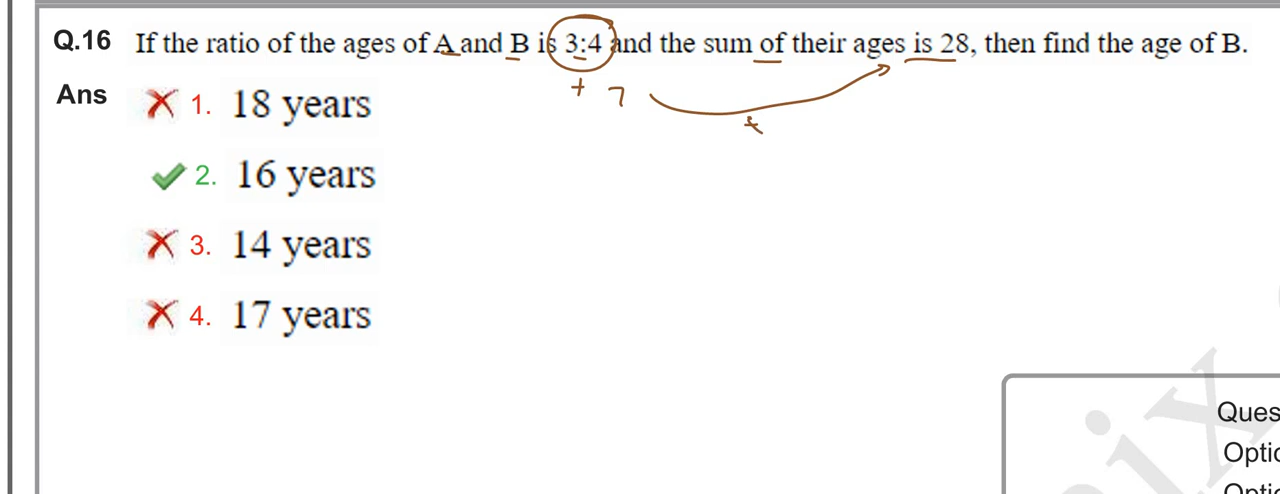 Q.16 If the ratio of the ages of A and B is 3:4 and the sum of their ages is 28, then find the age of B.
+ 7
Ans 1. 18 years
2. 16 years
3. 14 years
4. 17 years
Ques
Optic
Optic
ix